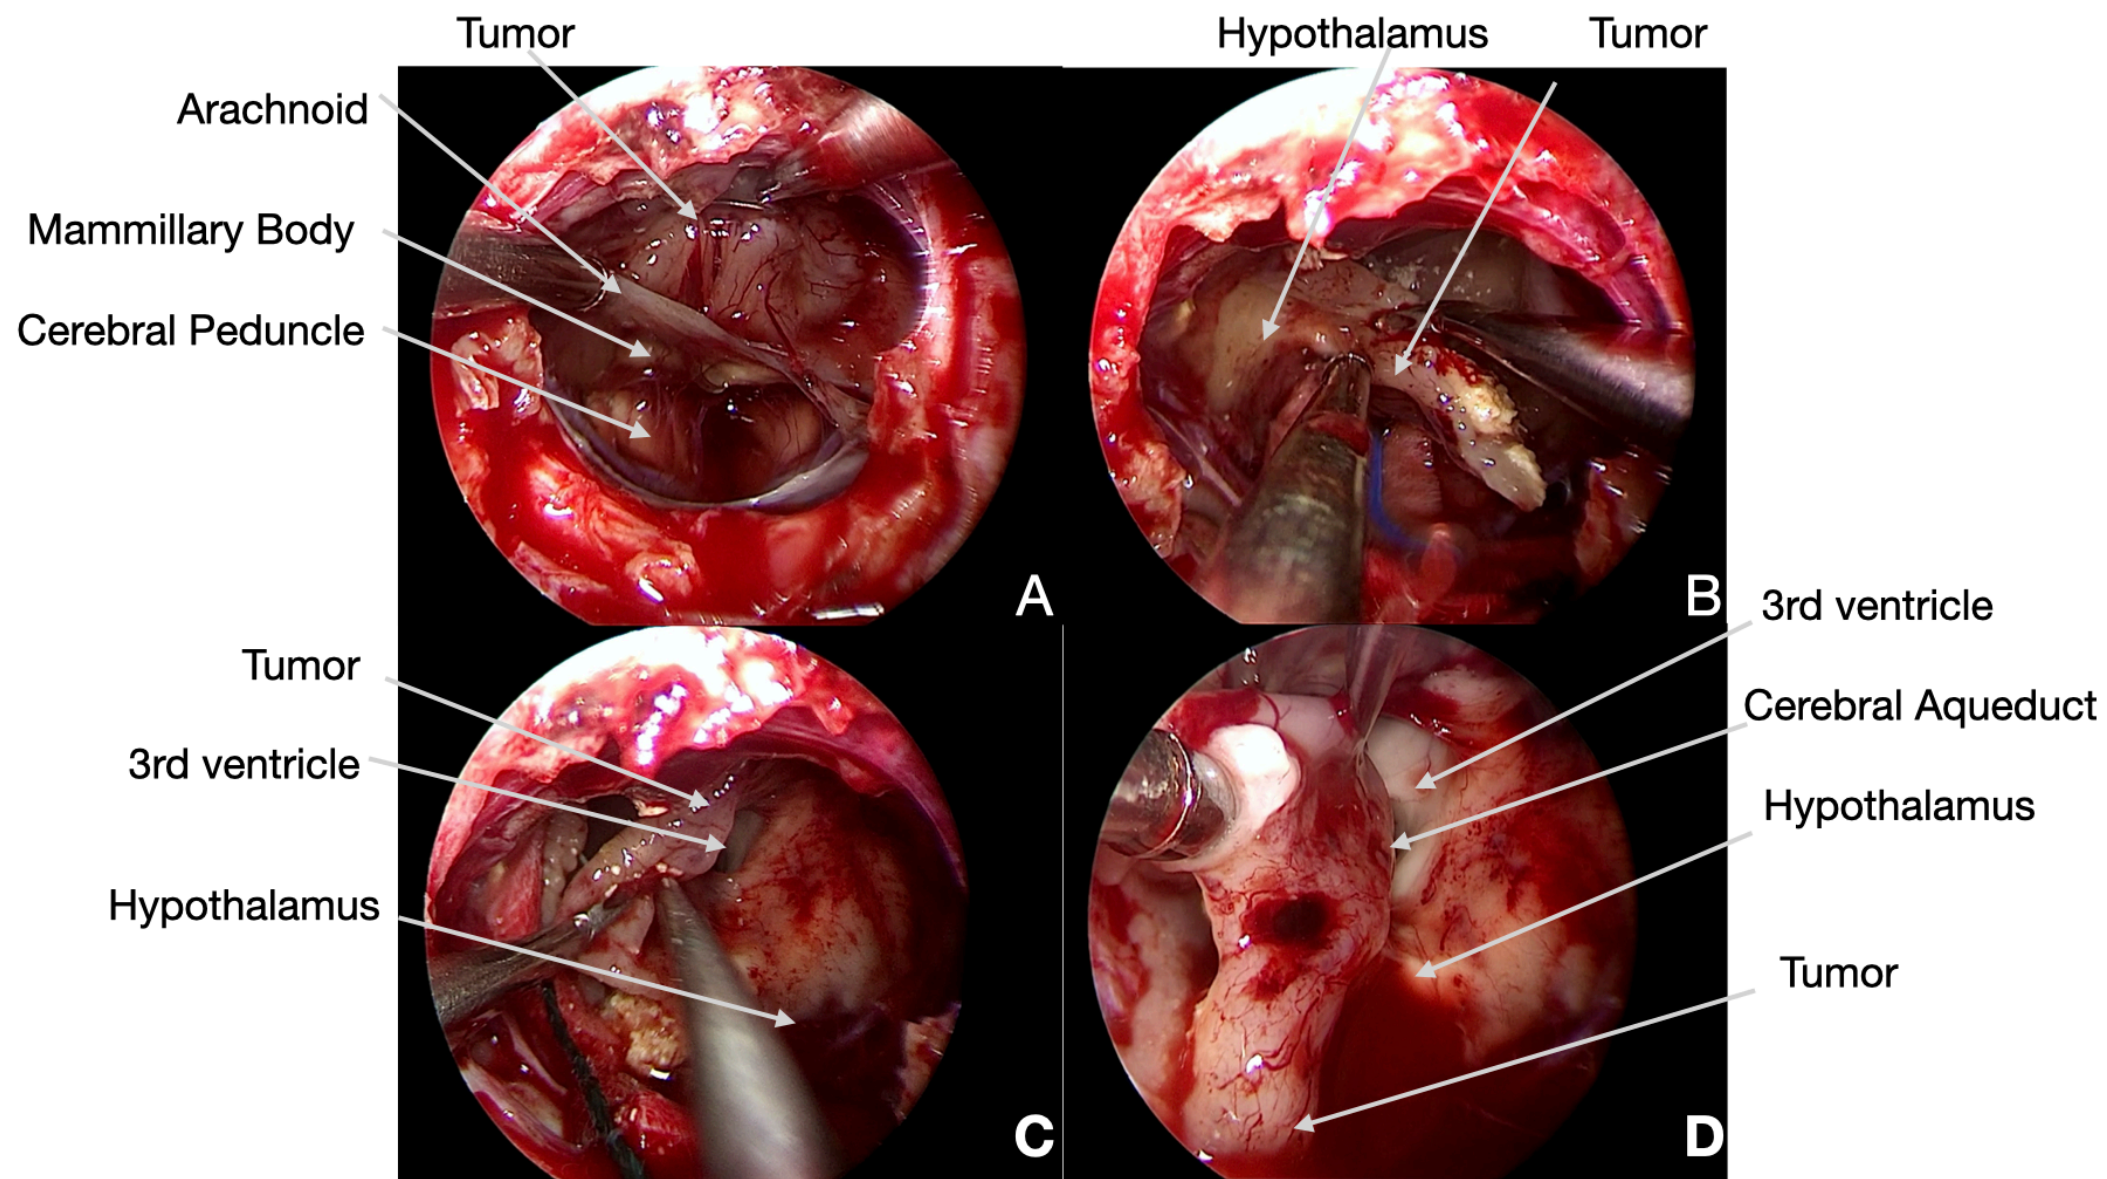 Tumor
Arachnoid
Mammillary Body
Cerebral Peduncle
A
Hypothalamus
Tumor
B
Tumor
3rd ventricle
Hypothalamus
C
3rd ventricle
Cerebral Aqueduct
Hypothalamus
Tumor
D